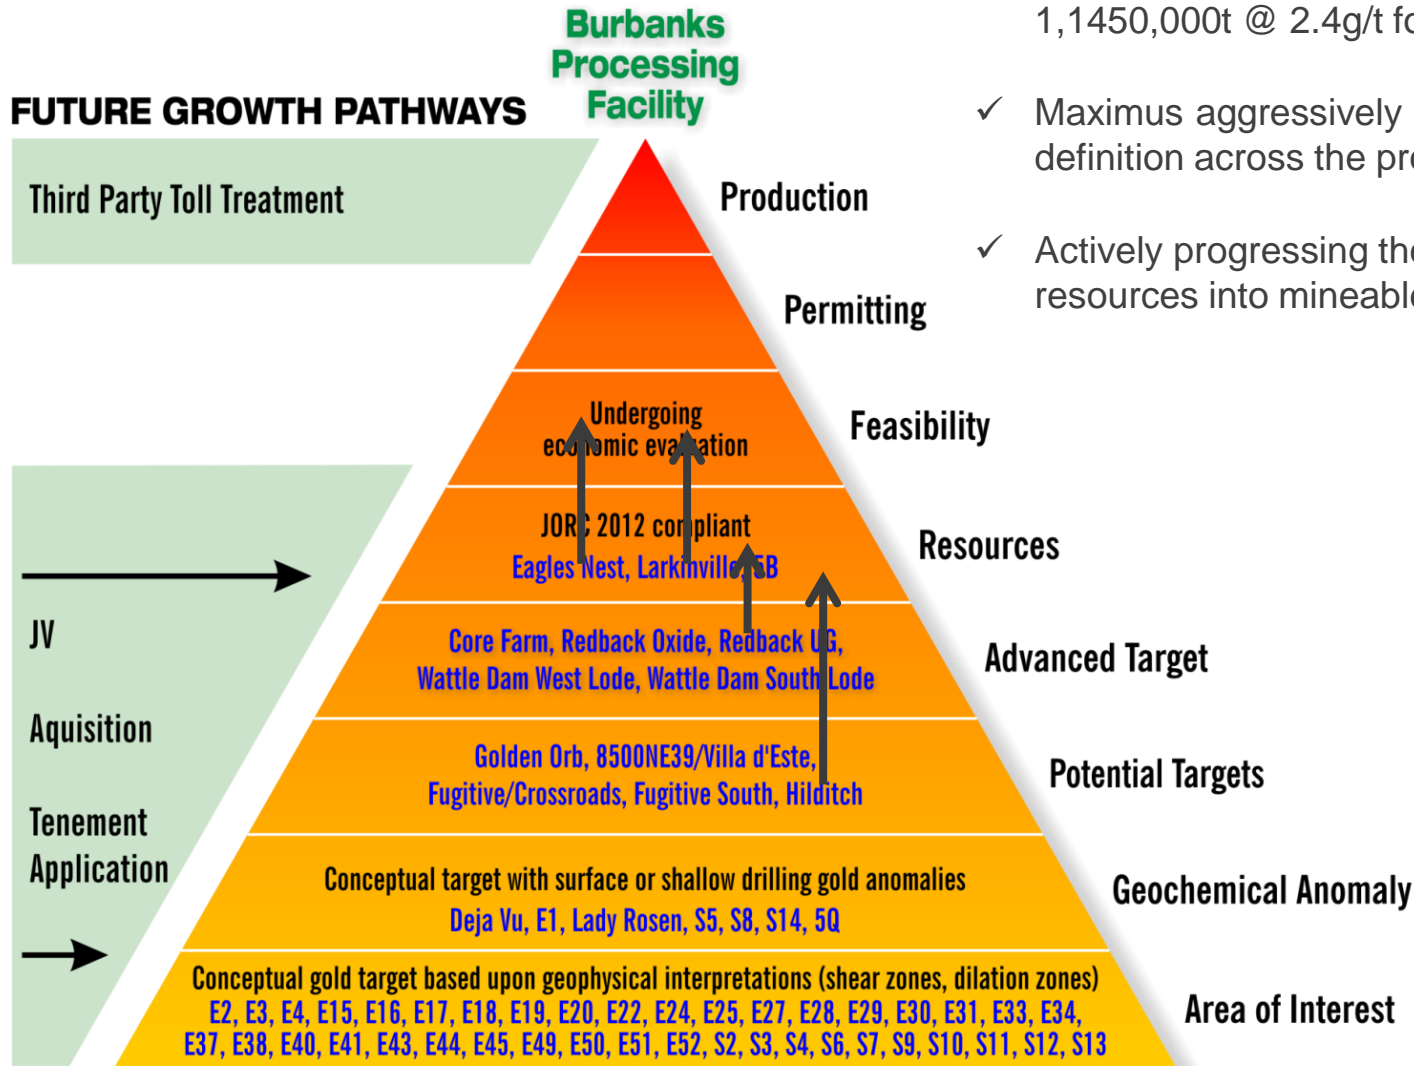 Burbanks
Processing
Facility
FUTURE GROWTH PATHWAYS
Third Party Toll Treatment
JV
Aquisition
Tenement
Application
Production
Permitting
Undergoing
economic evaluation
Feasibility
JORC 2012 compliant
Eagles Nest, Larkinville, 5B
Resources
Core Farm, Redback Oxide, Redback UG,
Wattle Dam West Lode, Wattle Dam South Lode
Advanced Target
Golden Orb, 8500NE39/Villa d'Este,
Fugitive/Crossroads, Fugitive South, Hilditch
Potential Targets
Conceptual target with surface or shallow drilling gold anomalies
Deja Vu, E1, Lady Rosen, S5, S8, S14, 5Q
Geochemical Anomaly
Conceptual gold target based upon geophysical interpretations (shear zones, dilation zones)
E2, E3, E4, E15, E16, E17, E18, E19, E20, E22, E24, E25, E27, E28, E29, E30, E31, E33, E34,
E37, E38, E40, E41, E43, E44, E45, E49, E50, E51, E52, S2, S3, S4, S6, S7, S9, S10, S11, S12, S13
Area of Interest
1,1450,000t @ 2.4g/t
✓ Maximus aggressively
definition across the
✓ Actively progressing
resources into